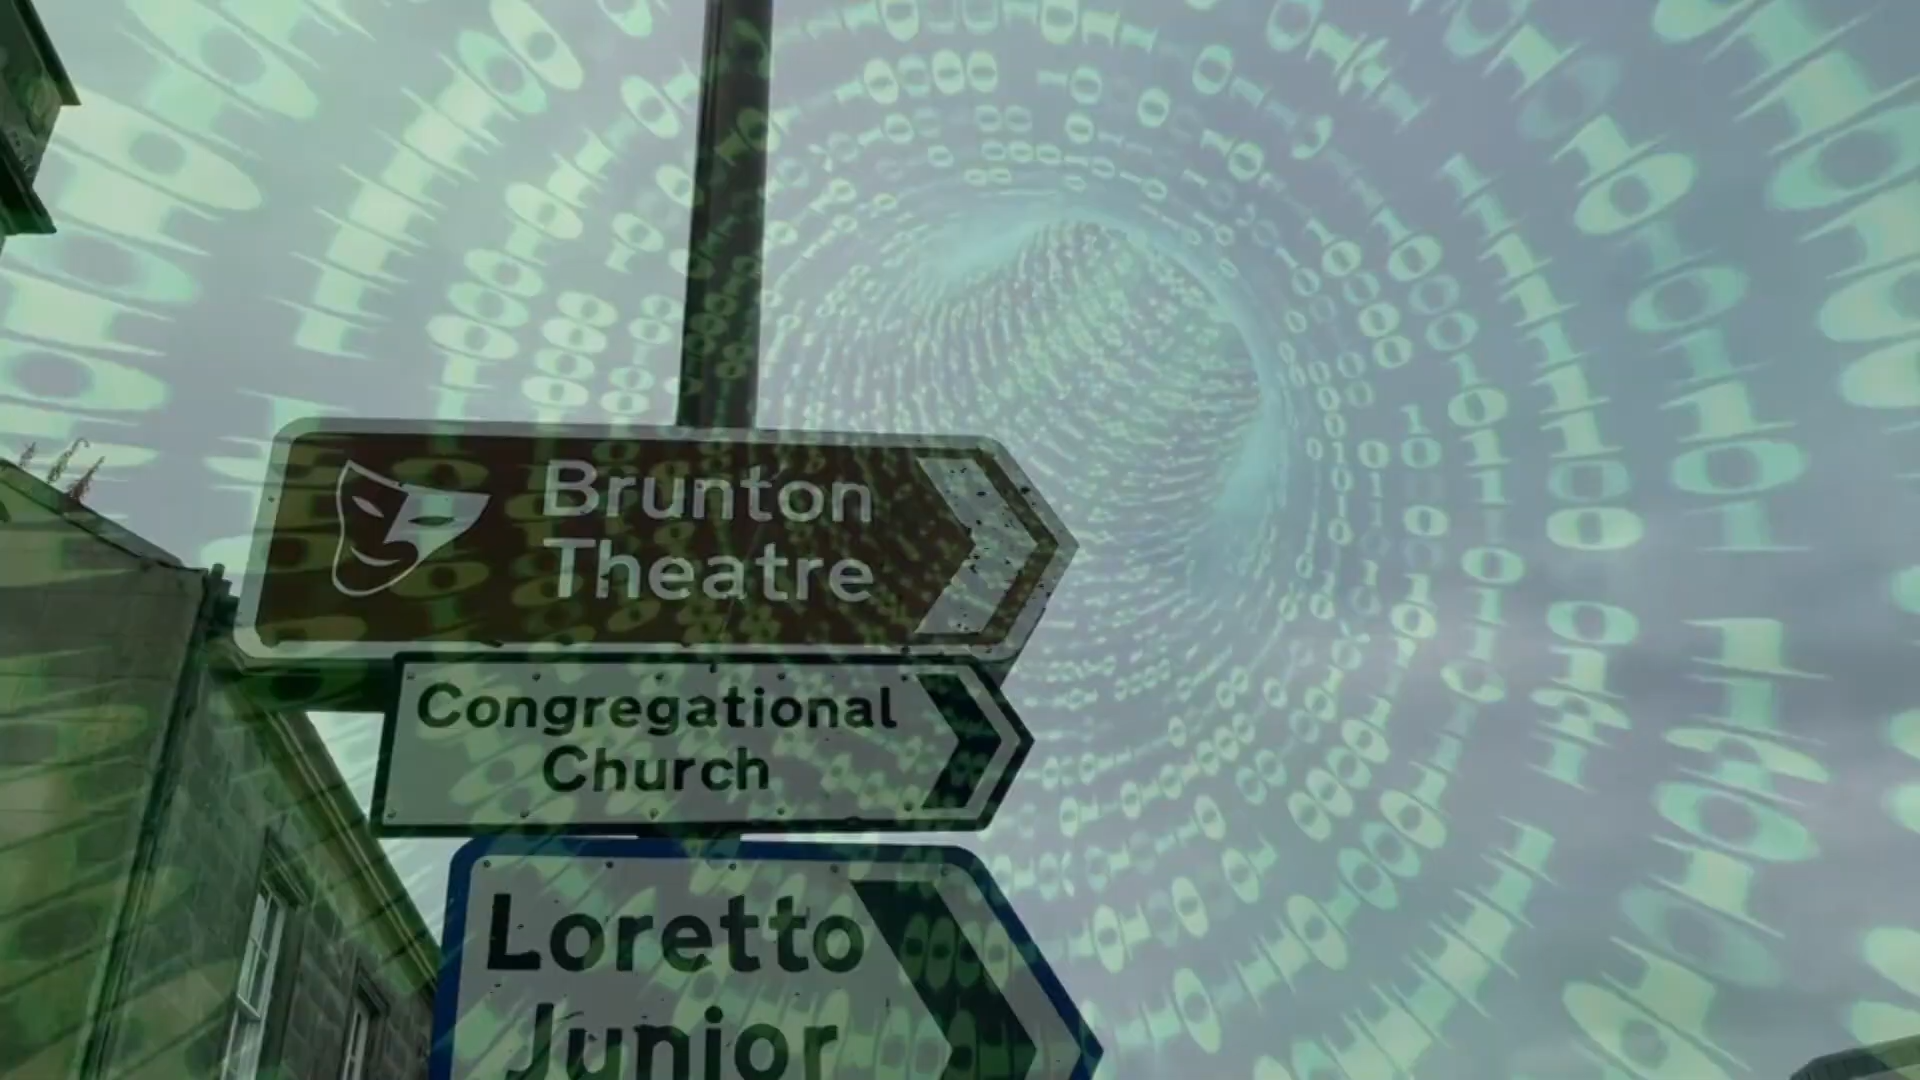 Brunton
Theatre
Congregational
Church
Loretto
Junior